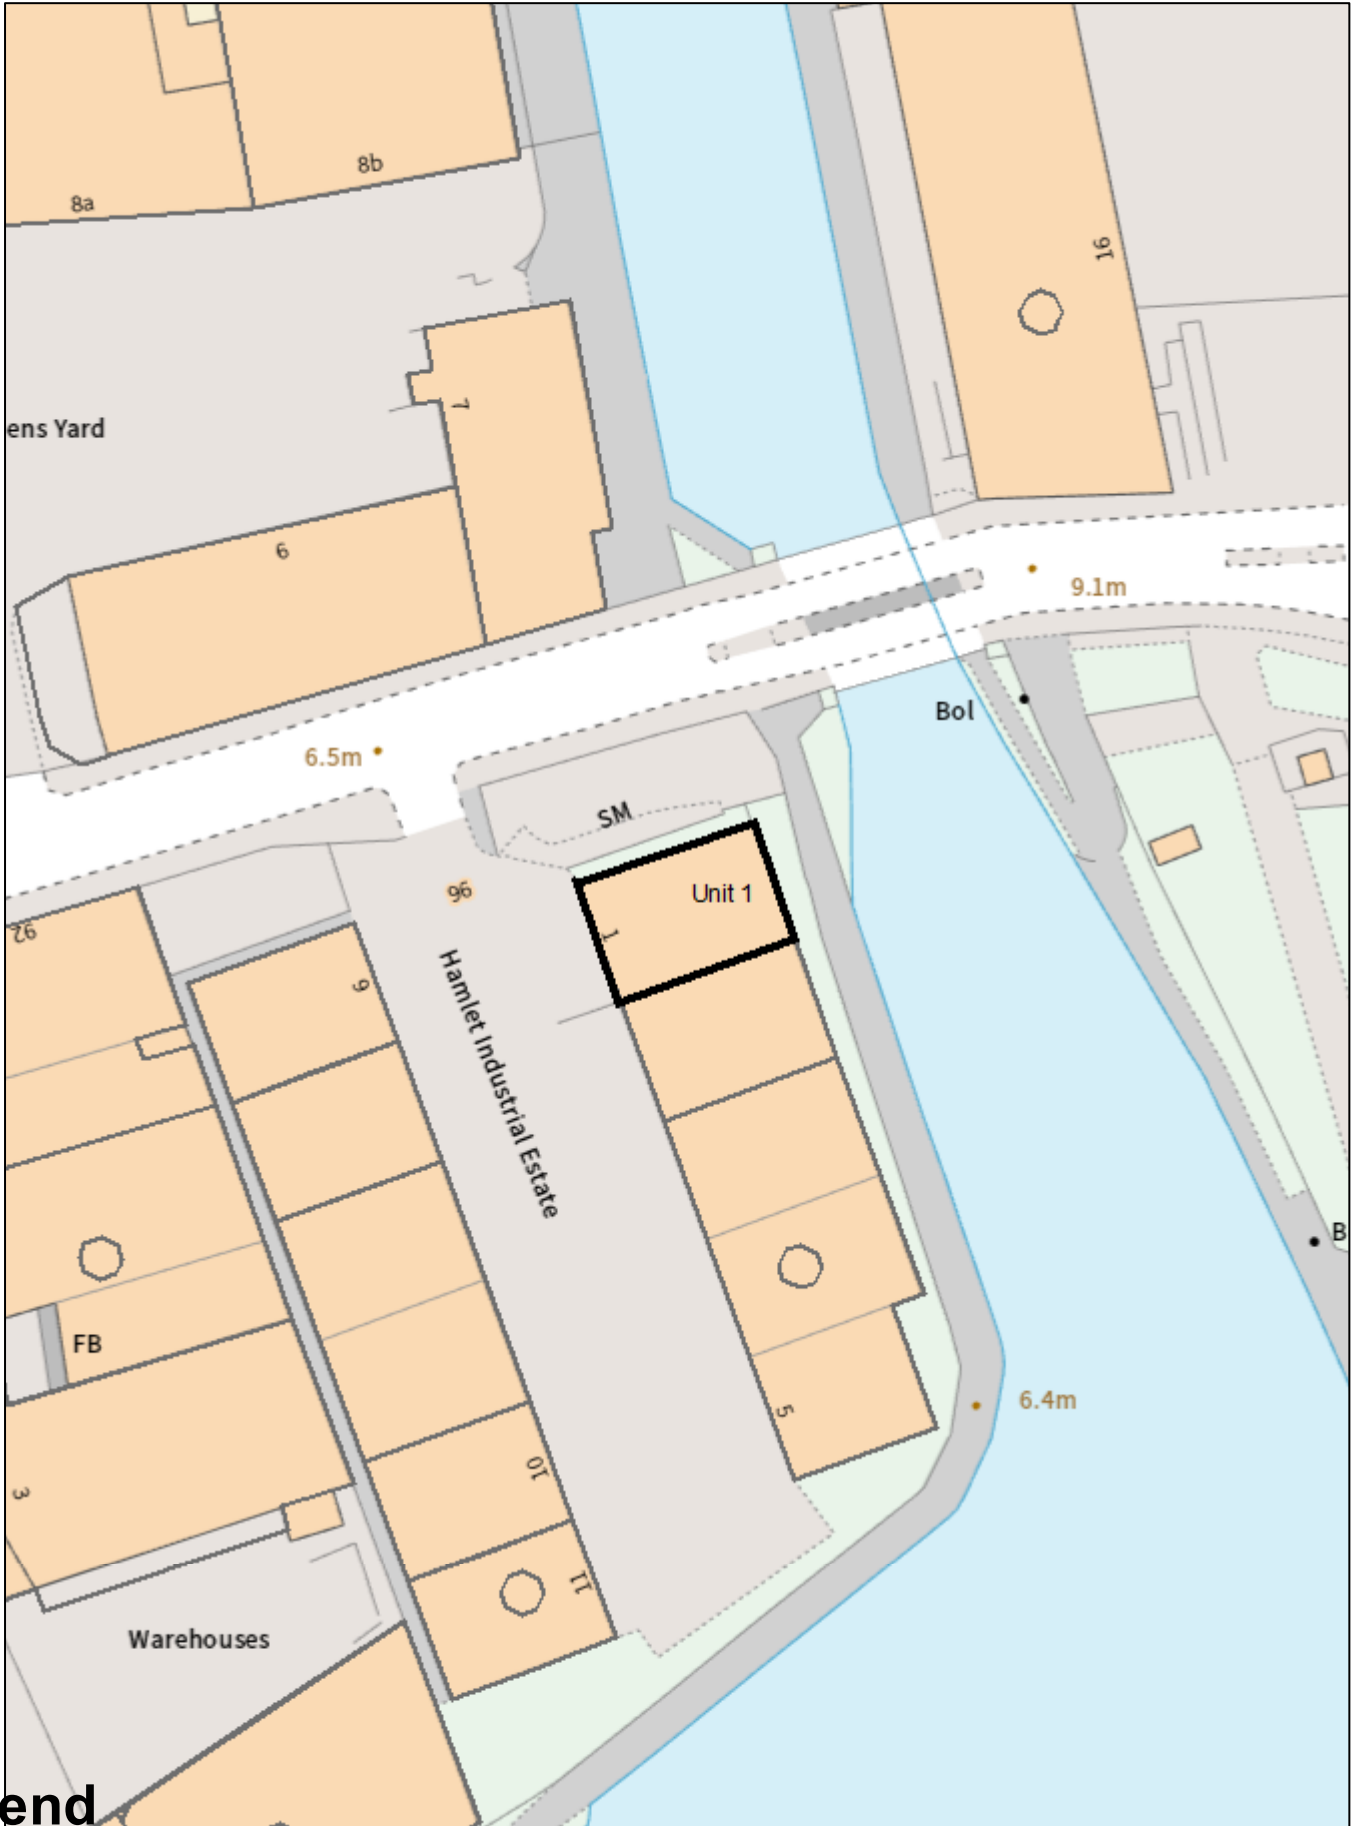 8b
8a
16
7
ens Yard
6
9.1m
Bol
6.5m
SM
96
Unit 1
1
92
9
Hamlet Industrial Estate
B
FB
6.4m
5
10
3
11
Warehouses
end